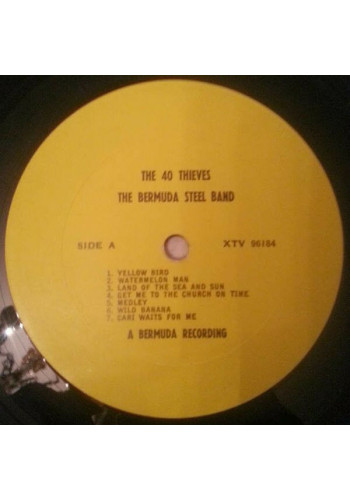 THE 40 THIEVES
THE BERMUDA STEEL BAND
SIDE A
XTV 96184
1. YELLOW BIRD
2. WATERMELON MAN
3. LAND OF THE SEA AND SUN
4. GET ME TO THE CHURCH ON TIME
5. MEDLEY
6. WILD BANANA
7. CARI WAITS FOR ME
A BERMUDA RECORDING